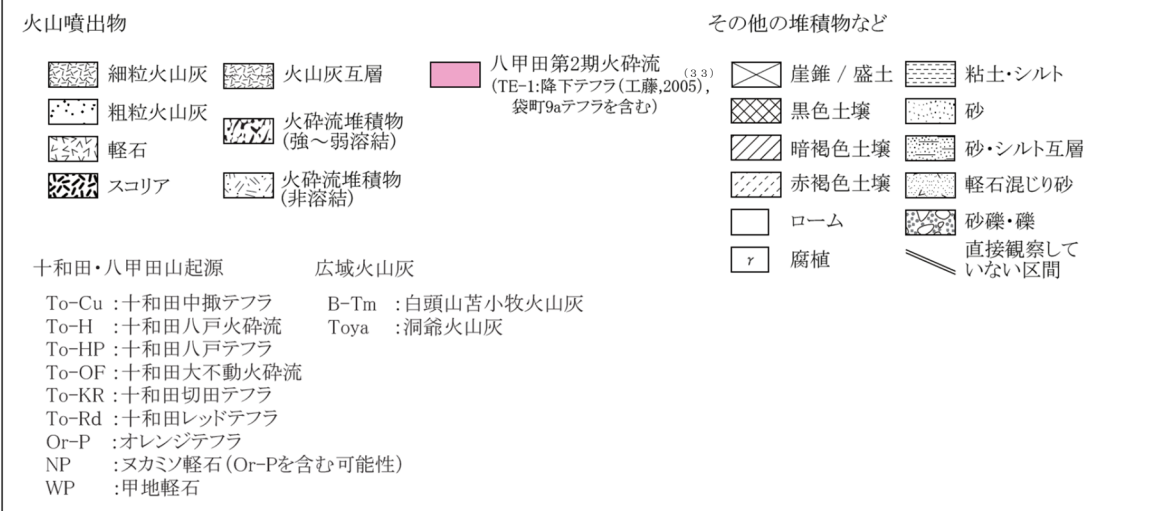 火山噴出物
細粒火山灰
粗粒火山灰
軽石
スコリア
火山灰互層
火砕流堆積物
(強～弱溶結)
火砕流堆積物
(非溶結)
八甲田第2期火砕流
(TE-1:降下テフラ(工藤,2005)(33),
袋町9aテフラを含む)
その他の堆積物など
崖錐 / 盛土
黒色土壌
暗褐色土壌
赤褐色土壌
ローム
γ 腐植
粘土・シルト
砂
砂・シルト互層
軽石混じり砂
砂礫・礫
直接観察して
いない区間
十和田・八甲田山起源
To-Cu :十和田中掫テフラ
To-H :十和田八戸火砕流
To-HP :十和田八戸テフラ
To-OF :十和田大不動火砕流
To-KR :十和田切田テフラ
To-Rd :十和田レッドテフラ
Or-P :オレンジテフラ
NP :ヌカミソ軽石(Or-Pを含む可能性)
WP :甲地軽石
広域火山灰
B-Tm :白頭山苫小牧火山灰
Toya :洞爺火山灰